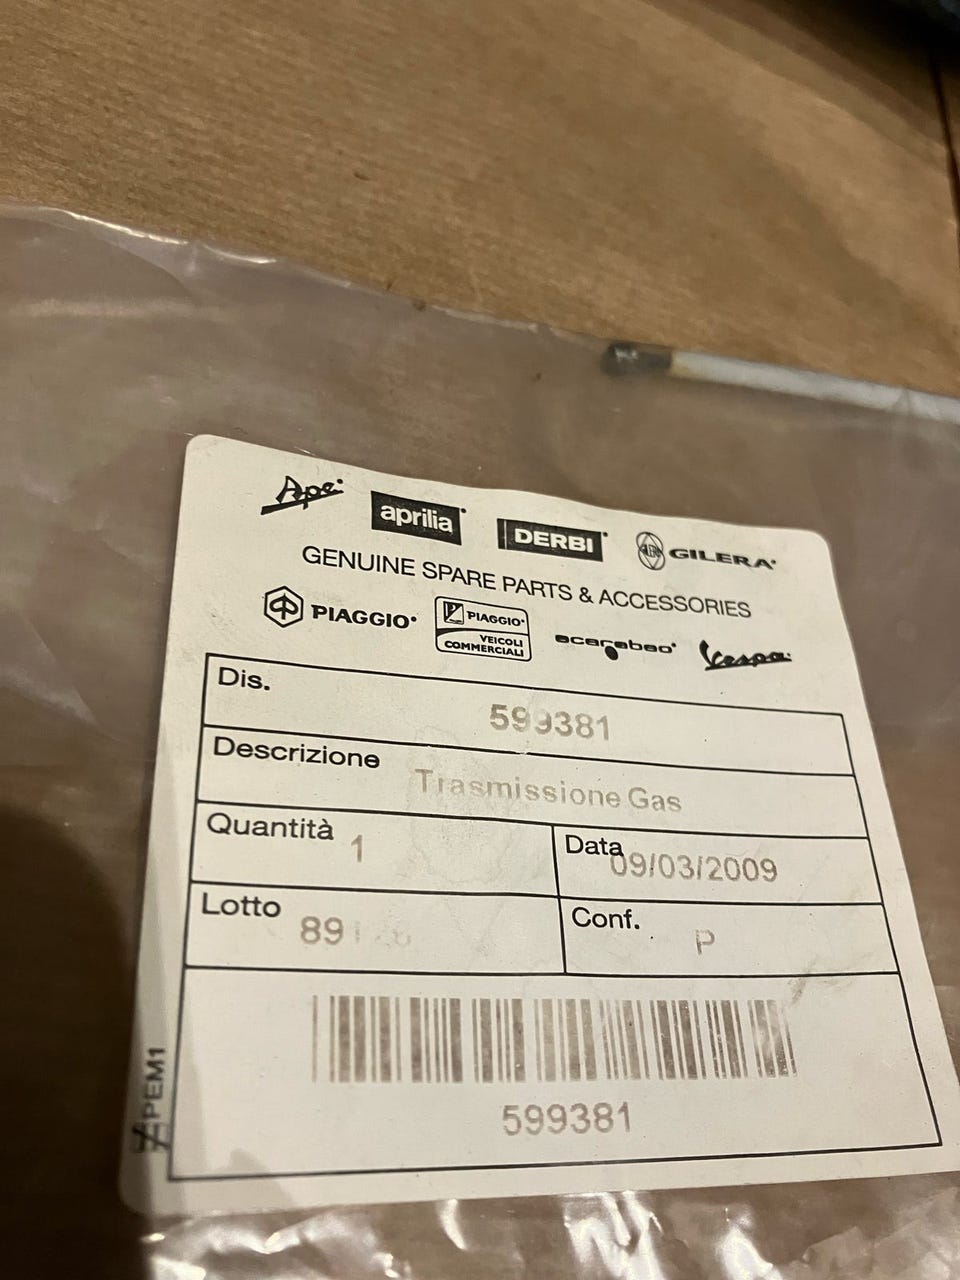 Ape
aprilia DERBI GILERA
GENUINE SPARE PARTS & ACCESSORIES
PIAGGIO PIAGGIO VEICOLI COMMERCIALI scarabeo Vespa
Dis.
599381
Descrizione
Trasmissione Gas
Quantità 1
Data 09/03/2009
Lotto
Conf. P
599381
PEM1